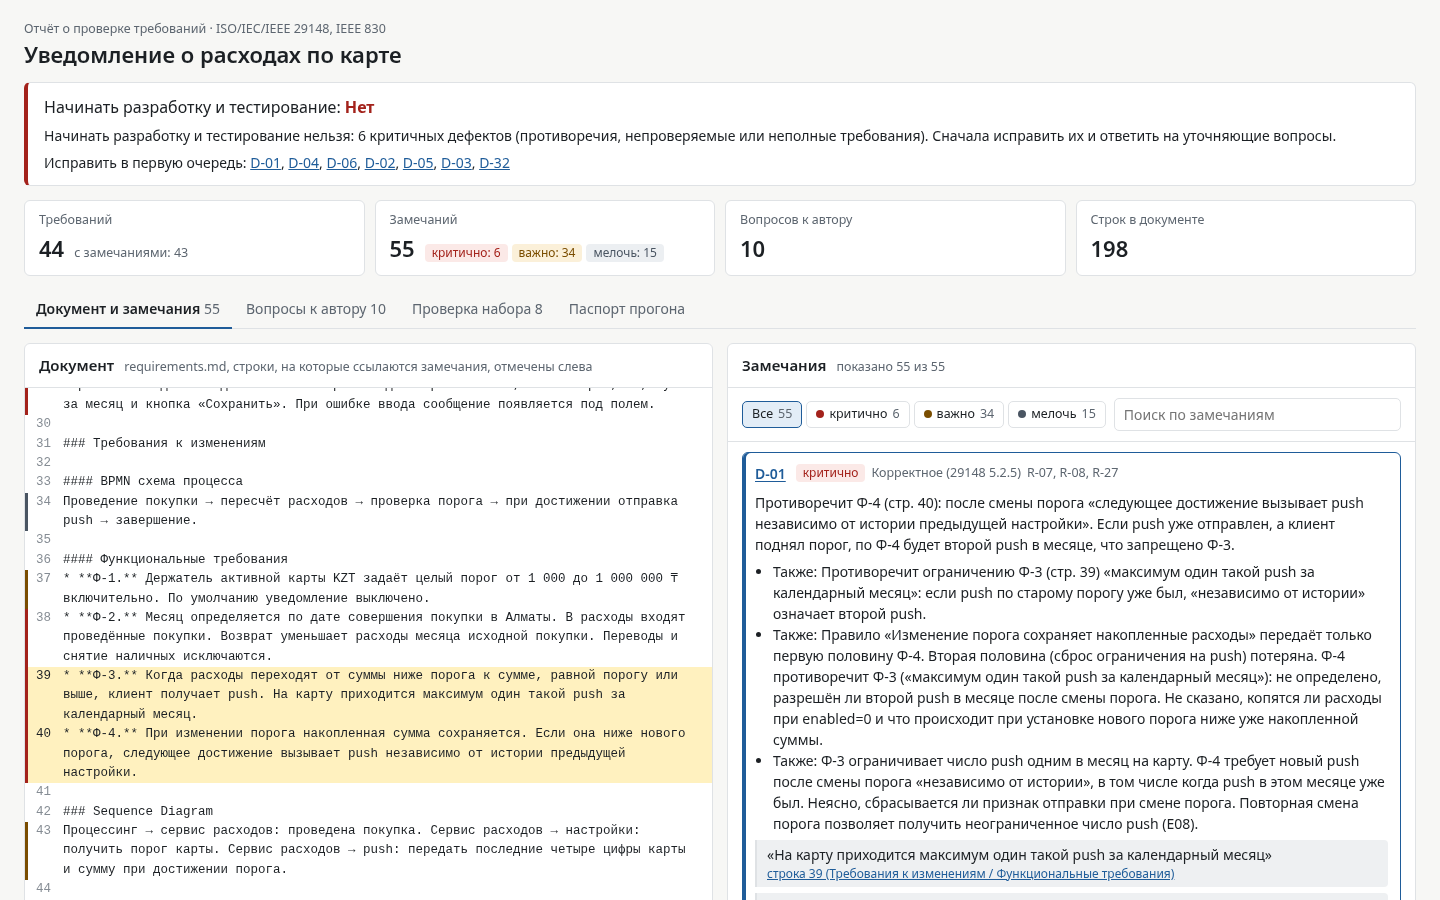 Отчёт о проверке требований · ISO/IEC/IEEE 29148, IEEE 830
Уведомление о расходах по карте
Начинать разработку и тестирование: Нет
Начинать разработку и тестирование нельзя: 6 критичных дефектов (противоречия, непроверяемые или неполные требования). Сначала исправить их и ответить на уточняющие вопросы.
Исправить в первую очередь: D-01, D-04, D-06, D-02, D-05, D-03, D-32
Требований
44 с замечаниями: 43
Замечаний
55 критично: 6 важно: 34 мелочь: 15
Вопросов к автору
10
Строк в документе
198
Документ и замечания 55 Вопросы к автору 10 Проверка набора 8 Паспорт прогона
Документ requirements.md, строки, на которые ссылаются замечания, отмечены слева
за месяц и кнопка «Сохранить». При ошибке ввода сообщение появляется под полем.
30
31 ### Требования к изменениям
32
33 #### BPMN схема процесса
34 Проведение покупки → пересчёт расходов → проверка порога → при достижении отправка
push → завершение.
35
36 #### Функциональные требования
37 * **Ф-1.** Держатель активной карты KZT задаёт целый порог от 1 000 до 1 000 000 ₸
включительно. По умолчанию уведомление выключено.
38 * **Ф-2.** Месяц определяется по дате совершения покупки в Алматы. В расходы входят
проведённые покупки. Возврат уменьшает расходы месяца исходной покупки. Переводы и
снятие наличных исключаются.
39 * **Ф-3.** Когда расходы переходят от суммы ниже порога к сумме, равной порогу или
выше, клиент получает push. На карту приходится максимум один такой push за
календарный месяц.
40 * **Ф-4.** При изменении порога накопленная сумма сохраняется. Если она ниже нового
порога, следующее достижение вызывает push независимо от истории предыдущей
настройки.
41
42 ### Sequence Diagram
43 Процессинг → сервис расходов: проведена покупка. Сервис расходов → настройки:
получить порог карты. Сервис расходов → push: передать последние четыре цифры карты
и сумму при достижении порога.
44
Замечания показано 55 из 55
Все 55 критично 6 важно 34 мелочь 15 Поиск по замечаниям
D-01 критично Корректное (29148 5.2.5) R-07, R-08, R-27
Противоречит Ф-4 (стр. 40): после смены порога «следующее достижение вызывает push
независимо от истории предыдущей настройки». Если push уже отправлен, а клиент
поднял порог, по Ф-4 будет второй push в месяце, что запрещено Ф-3.
• Также: Противоречит ограничению Ф-3 (стр. 39) «максимум один такой push за
календарный месяц»: если push по старому порогу уже был, «независимо от истории»
означает второй push.
• Также: Правило «Изменение порога сохраняет накопленные расходы» передаёт только
первую половину Ф-4. Вторая половина (сброс ограничения на push) потеряна. Ф-4
противоречит Ф-3 («максимум один такой push за календарный месяц»): не определено,
разрешён ли второй push в месяце после смены порога. Не сказано, копятся ли расходы
при enabled=0 и что происходит при установке нового порога ниже уже накопленной
суммы.
• Также: Ф-3 ограничивает число push одним в месяц на карту. Ф-4 требует новый push
после смены порога «независимо от истории», в том числе когда push в этом месяце уже
был. Неясно, сбрасывается ли признак отправки при смене порога. Повторная смена
порога позволяет получить неограниченное число push (E08).
«На карту приходится максимум один такой push за календарный месяц»
строка 39 (Требования к изменениям / Функциональные требования)